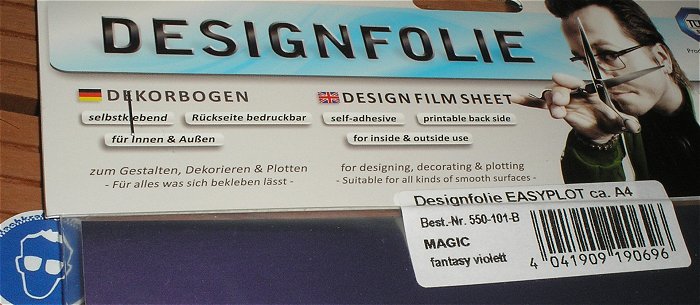 DESIGNFOLIE
DEKORBOGEN
selbstklebend Rückseite bedruckbar
für Innen & Außen
zum Gestalten, Dekorieren & Plotten
- Für alles was sich bekleben lässt -
DESIGN FILM SHEET
self-adhesive printable back side
for inside & outside use
for designing, decorating & plotting
- Suitable for all kinds of smooth surfaces -
Designfolie EASYPLOT ca. A4
Best.-Nr. 550-101-B
MAGIC
fantasy violett
4 041909 190696